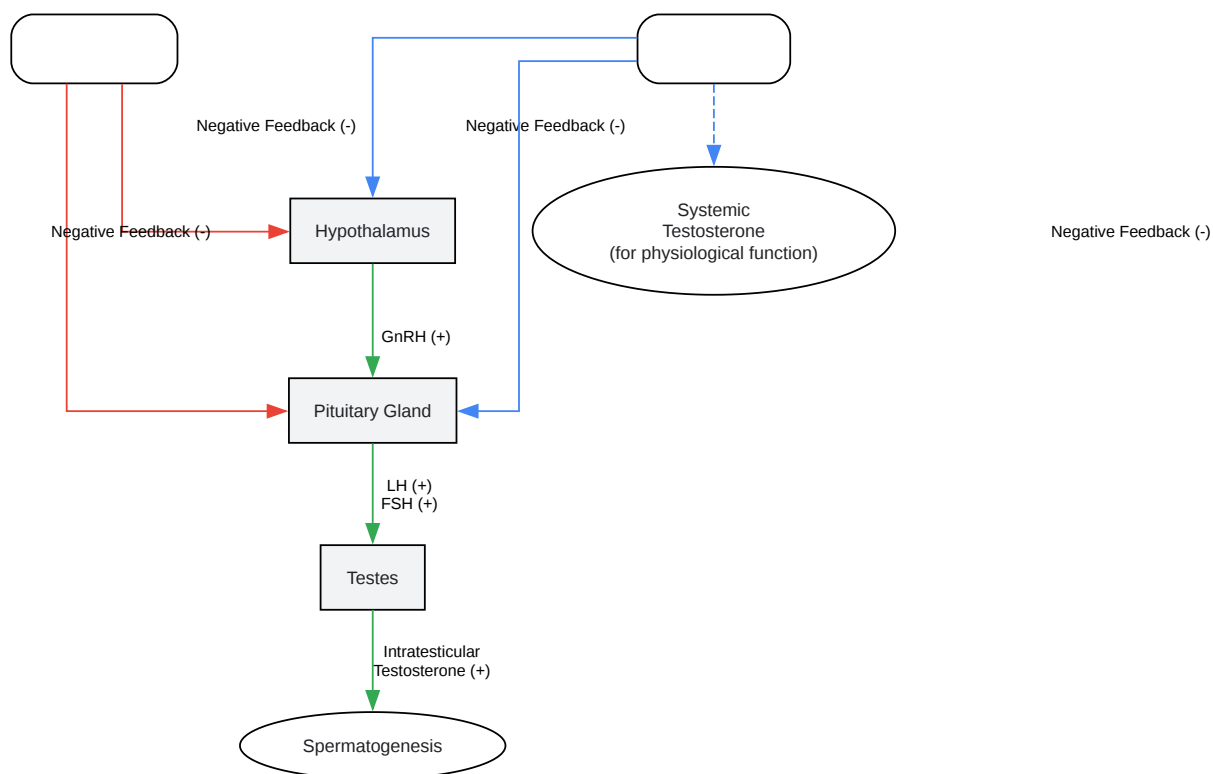 Negative Feedback (-)
Negative Feedback (-)
Systemic
Testosterone
(for physiological function)
Negative Feedback (-)
Hypothalamus
Negative Feedback (-)
GnRH (+)
Pituitary Gland
LH (+)
FSH (+)
Testes
Intratesticular
Testosterone (+)
Spermatogenesis